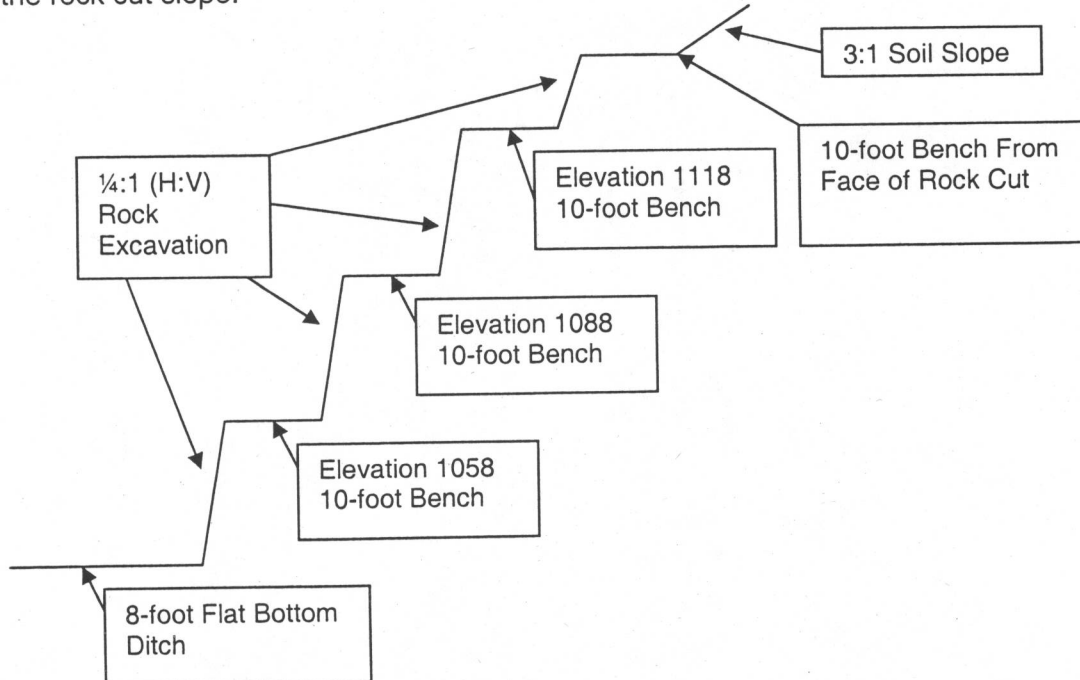 the rock cut slope.
3:1 Soil Slope
10-foot Bench From
Face of Rock Cut
¼:1 (H:V)
Rock
Excavation
Elevation 1118
10-foot Bench
Elevation 1088
10-foot Bench
Elevation 1058
10-foot Bench
8-foot Flat Bottom
Ditch